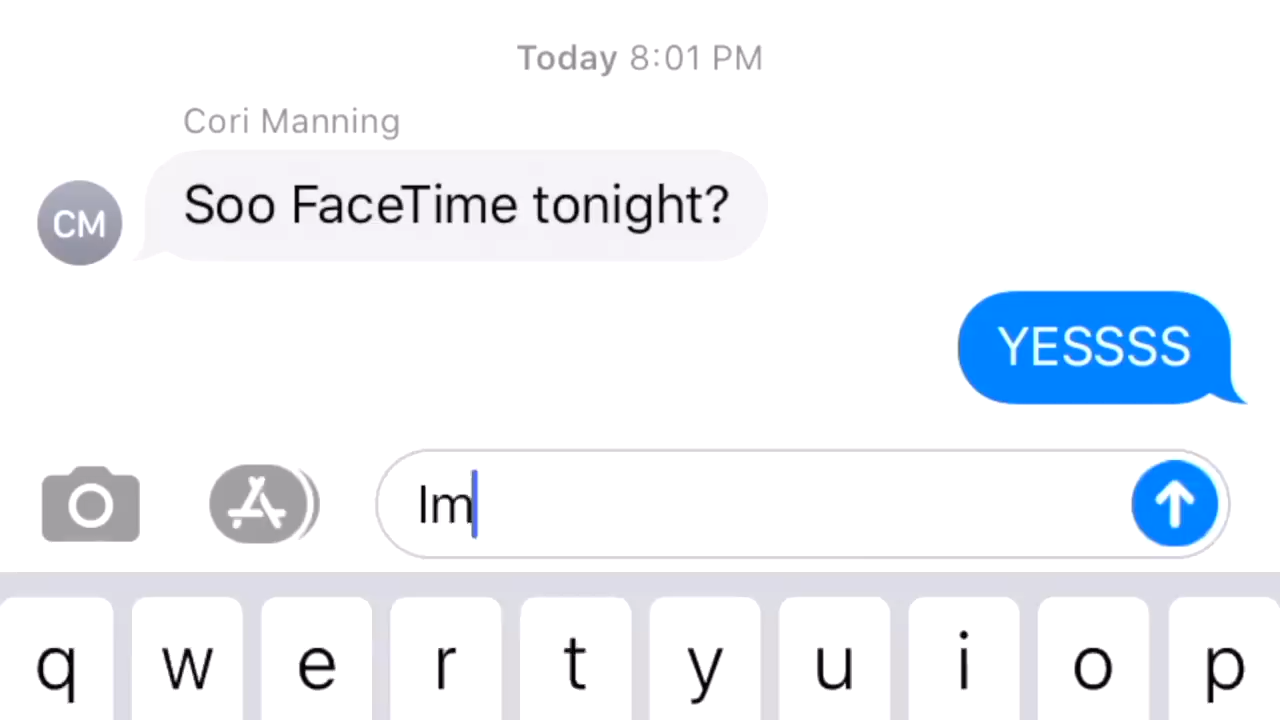 Today 8:01 PM
Cori Manning
CM
Soo FaceTime tonight?
YESSSS
Im
q w e r t y u i o p